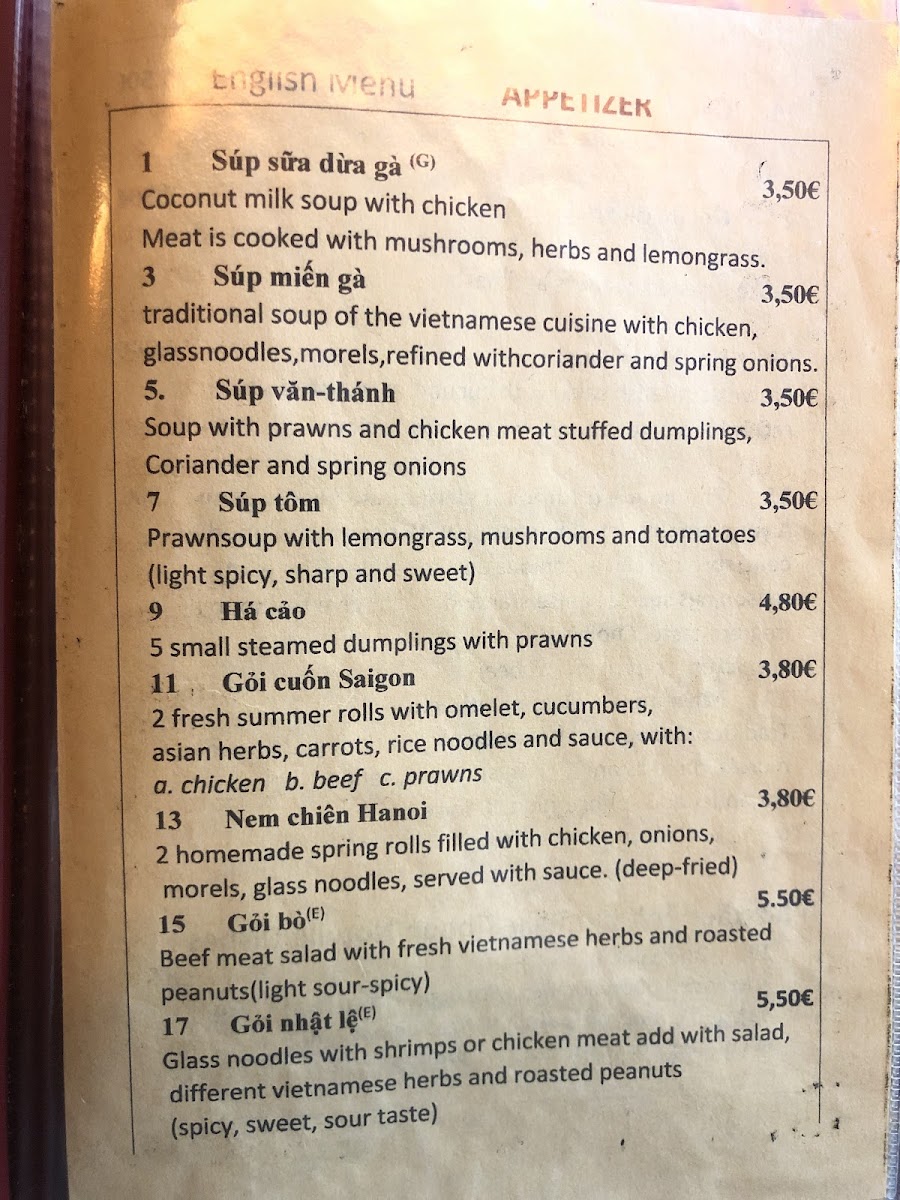 English Menu APPETIZER
1 Súp sữa dừa gà (G)
3,50€
Coconut milk soup with chicken
Meat is cooked with mushrooms, herbs and lemongrass.
3 Súp miến gà
3,50€
traditional soup of the vietnamese cuisine with chicken,
glassnoodles,morels,refined withcoriander and spring onions.
5. Súp văn-thánh
3,50€
Soup with prawns and chicken meat stuffed dumplings,
Coriander and spring onions
7 Súp tôm 3,50€
Prawnsoup with lemongrass, mushrooms and tomatoes
(light spicy, sharp and sweet)
9 Há cảo 4,80€
5 small steamed dumplings with prawns
11 Gỏi cuốn Saigon 3,80€
2 fresh summer rolls with omelet, cucumbers,
asian herbs, carrots, rice noodles and sauce, with:
a. chicken b. beef c. prawns
13 Nem chiên Hanoi 3,80€
2 homemade spring rolls filled with chicken, onions,
morels, glass noodles, served with sauce. (deep-fried)
15 Gỏi bò(E) 5.50€
Beef meat salad with fresh vietnamese herbs and roasted
peanuts(light sour-spicy)
17 Gỏi nhật lệ(E) 5,50€
Glass noodles with shrimps or chicken meat add with salad,
different vietnamese herbs and roasted peanuts
(spicy, sweet, sour taste)